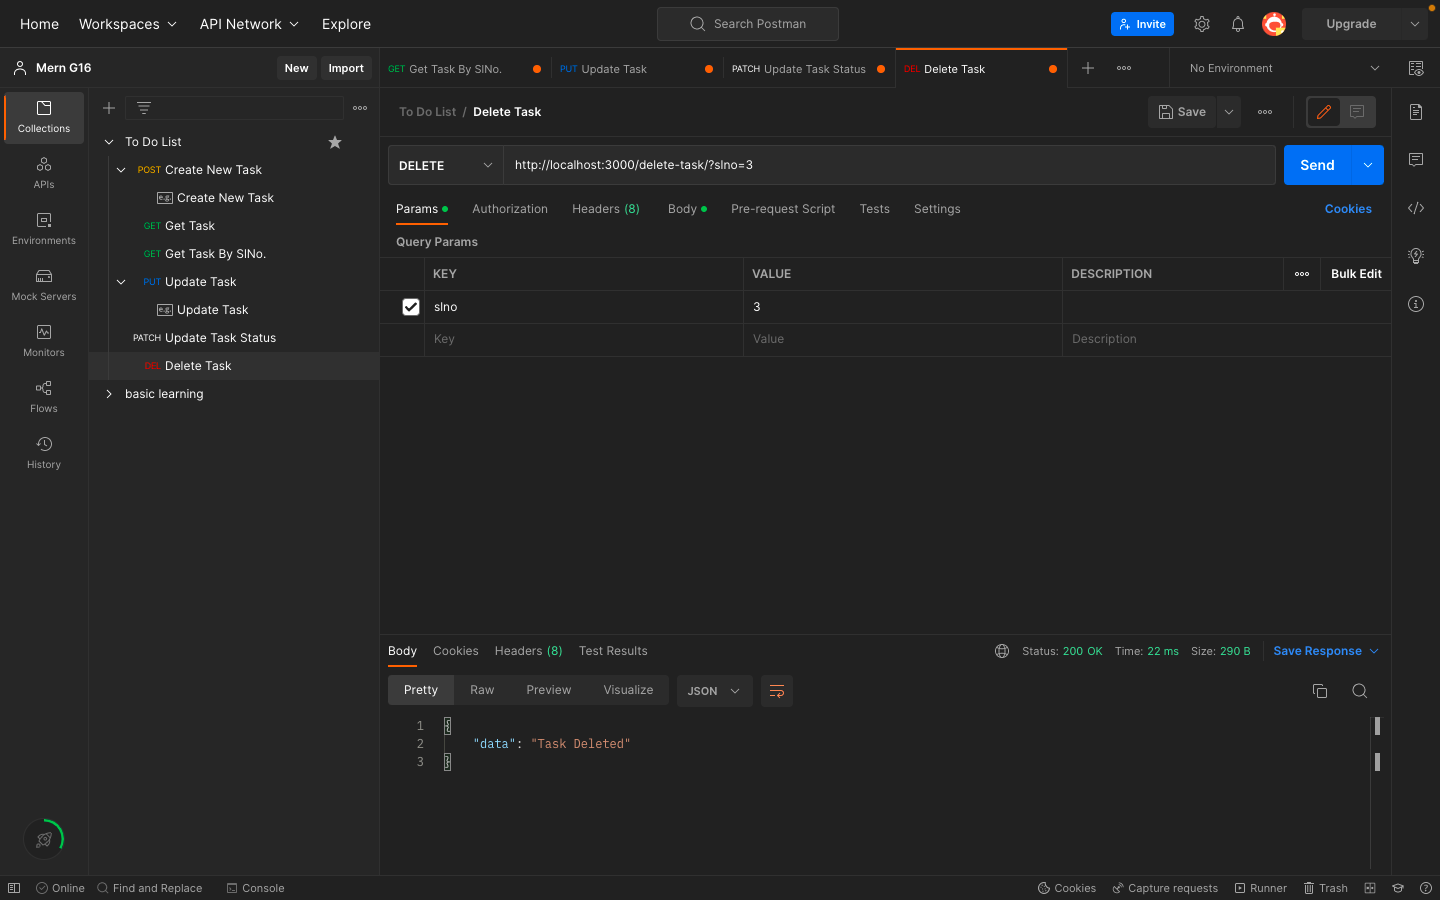 Home Workspaces API Network Explore Search Postman Invite Upgrade
Mern G16 New Import
GET Get Task By SlNo. PUT Update Task PATCH Update Task Status DEL Delete Task No Environment
Collections
APIs
Environments
Mock Servers
Monitors
Flows
History
To Do List
POST Create New Task
e.g. Create New Task
GET Get Task
GET Get Task By SlNo.
PUT Update Task
e.g. Update Task
PATCH Update Task Status
DEL Delete Task
basic learning
To Do List / Delete Task Save
DELETE http://localhost:3000/delete-task/?slno=3 Send
Params Authorization Headers (8) Body Pre-request Script Tests Settings Cookies
Query Params
KEY VALUE DESCRIPTION Bulk Edit
slno 3
Key Value Description
Body Cookies Headers (8) Test Results Status: 200 OK Time: 22 ms Size: 290 B Save Response
Pretty Raw Preview Visualize JSON
1 {
2 "data": "Task Deleted"
3 }
Online Find and Replace Console Cookies Capture requests Runner Trash